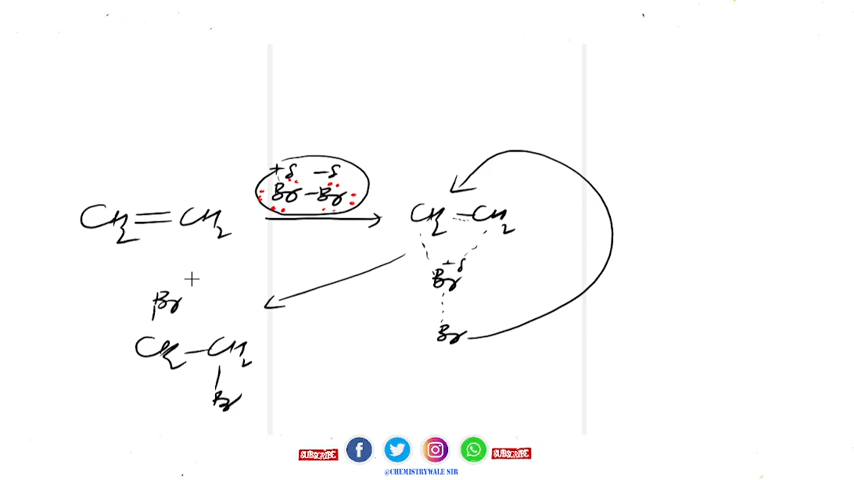 +δ −δ
Br–Br
CH2=CH2
CH2–CH2
+δ
Br
+
Br
Br
CH2–CH2
Br
SUBSCRIBE
SUBSCRIBE
@CHEMISTRYWALE SIR